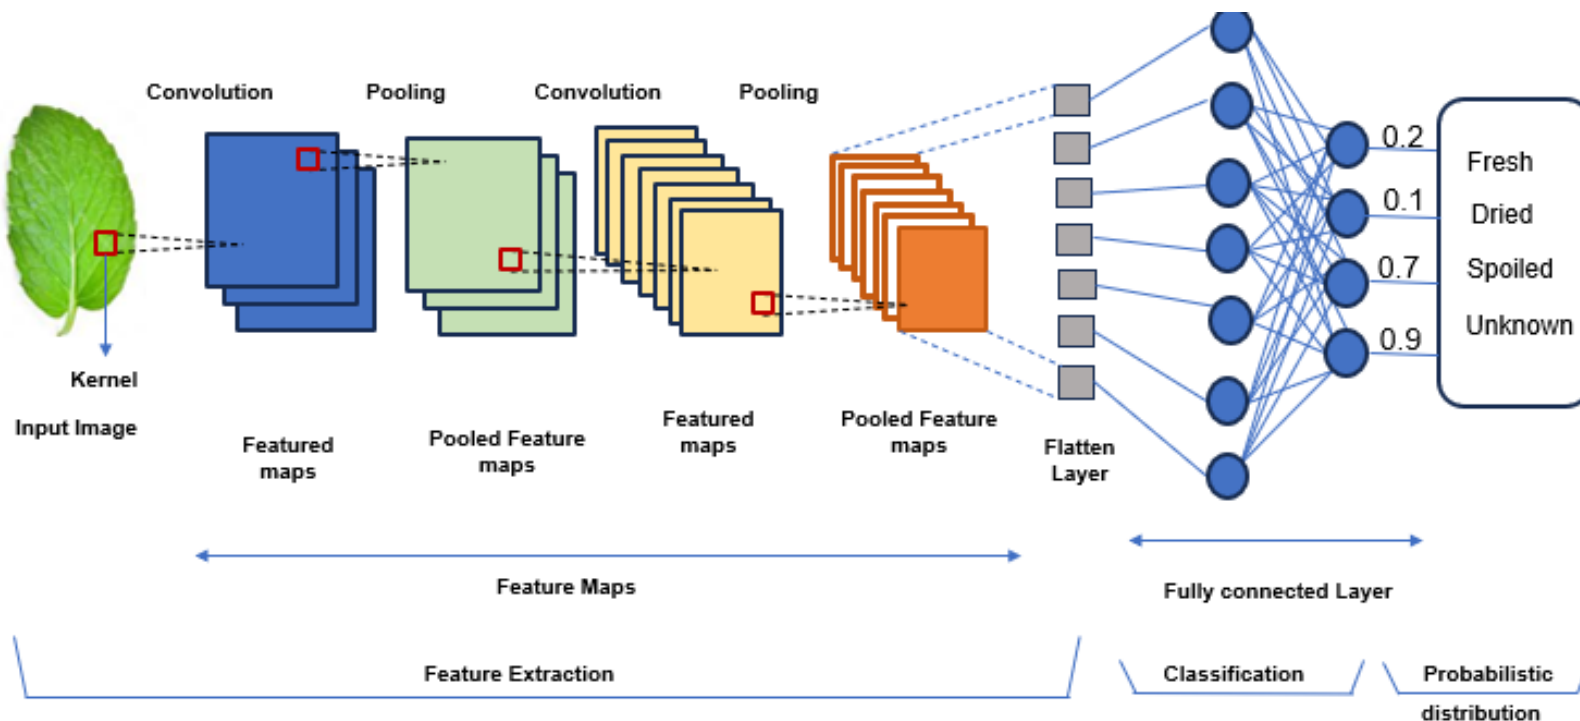 Convolution
Pooling
Convolution
Pooling
0.2
Fresh
0.1
Dried
0.7
Spoiled
0.9
Unknown
Kernel
Input Image
Featured
maps
Pooled Feature
maps
Featured
maps
Pooled Feature
maps
Flatten
Layer
Feature Maps
Fully connected Layer
Feature Extraction
Classification
Probabilistic
distribution